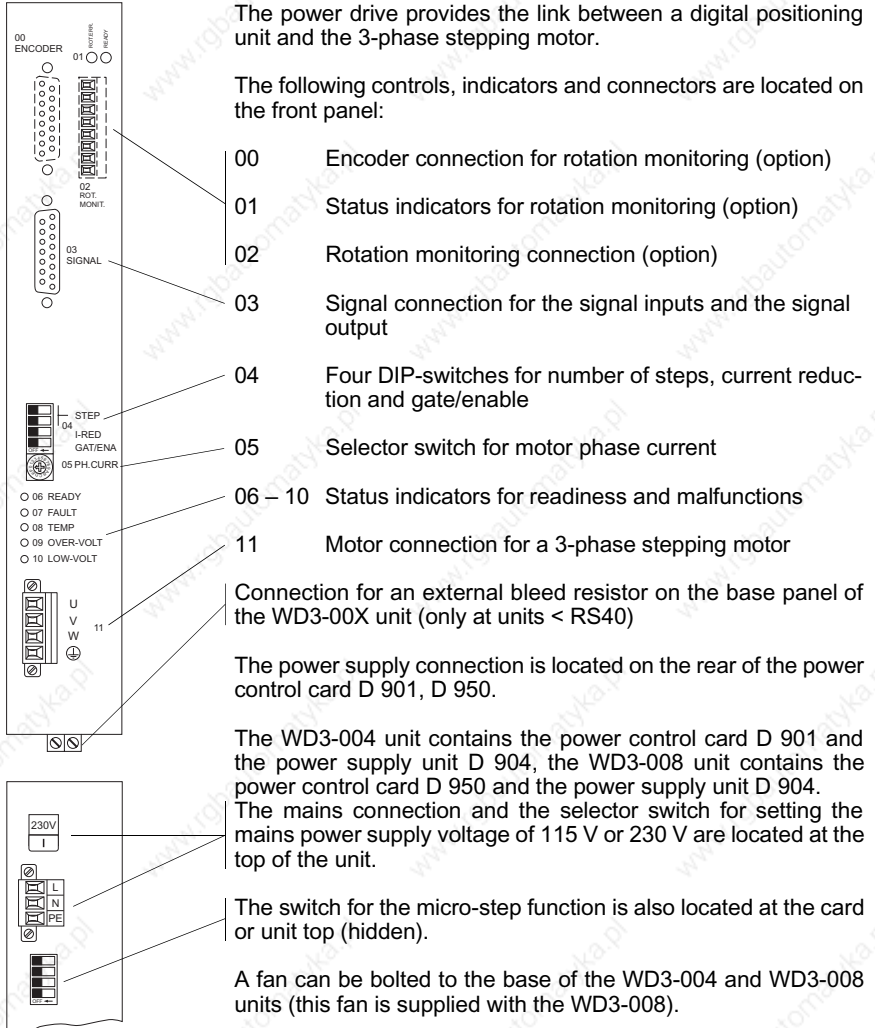 The power drive provides the link between a digital positioning
unit and the 3-phase stepping motor.
The following controls, indicators and connectors are located on
the front panel:
00 Encoder connection for rotation monitoring (option)
01 Status indicators for rotation monitoring (option)
02 Rotation monitoring connection (option)
03 Signal connection for the signal inputs and the signal
output
04 Four DIP-switches for number of steps, current reduc-
tion and gate/enable
05 Selector switch for motor phase current
06 – 10 Status indicators for readiness and malfunctions
11 Motor connection for a 3-phase stepping motor
Connection for an external bleed resistor on the base panel of
the WD3-00X unit (only at units < RS40)
The power supply connection is located on the rear of the power
control card D 901, D 950.
The WD3-004 unit contains the power control card D 901 and
the power supply unit D 904, the WD3-008 unit contains the
power control card D 950 and the power supply unit D 904.
The mains connection and the selector switch for setting the
mains power supply voltage of 115 V or 230 V are located at the
top of the unit.
The switch for the micro-step function is also located at the card
or unit top (hidden).
A fan can be bolted to the base of the WD3-004 and WD3-008
units (this fan is supplied with the WD3-008).
00
ENCODER
ROT.ERR.
READY
01
02
ROT.
MONIT.
03
SIGNAL
STEP
04
I-RED
GAT/ENA
OFF ←
05 PH.CURR
06 READY
07 FAULT
08 TEMP
09 OVER-VOLT
10 LOW-VOLT
U
V
W
11
230V
I
L
N
PE
OFF ←
www.rgbautomatyka.pl